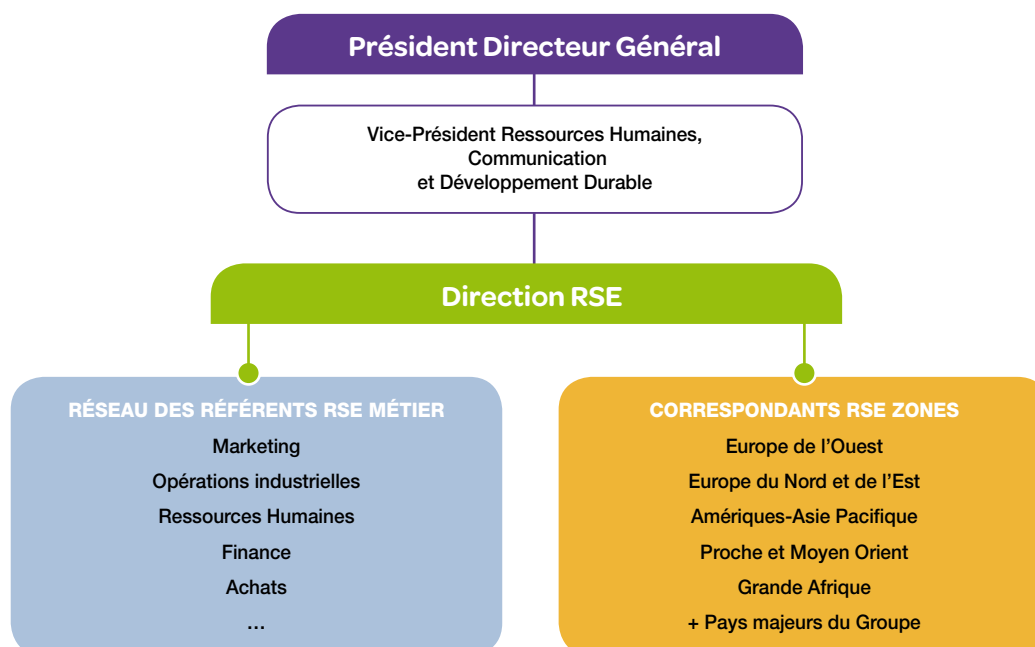 Président Directeur Général
Vice-Président Ressources Humaines,
Communication
et Développement Durable
Direction RSE
RÉSEAU DES RÉFÉRENTS RSE MÉTIER
Marketing
Opérations industrielles
Ressources Humaines
Finance
Achats
...
CORRESPONDANTS RSE ZONES
Europe de l’Ouest
Europe du Nord et de l’Est
Amériques-Asie Pacifique
Proche et Moyen Orient
Grande Afrique
+ Pays majeurs du Groupe